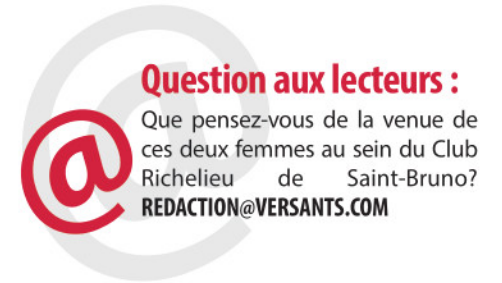 Question aux lecteurs :
@ Que pensez-vous de la venue de
ces deux femmes au sein du Club
Richelieu de Saint-Bruno?
REDACTION@VERSANTS.COM